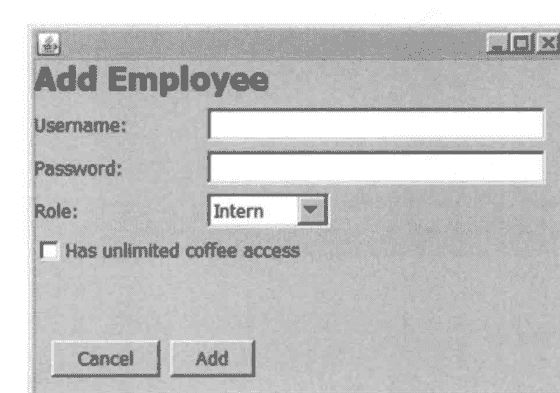 Add Employee
Username:
Password:
Role: Intern
Has unlimited coffee access
Cancel Add